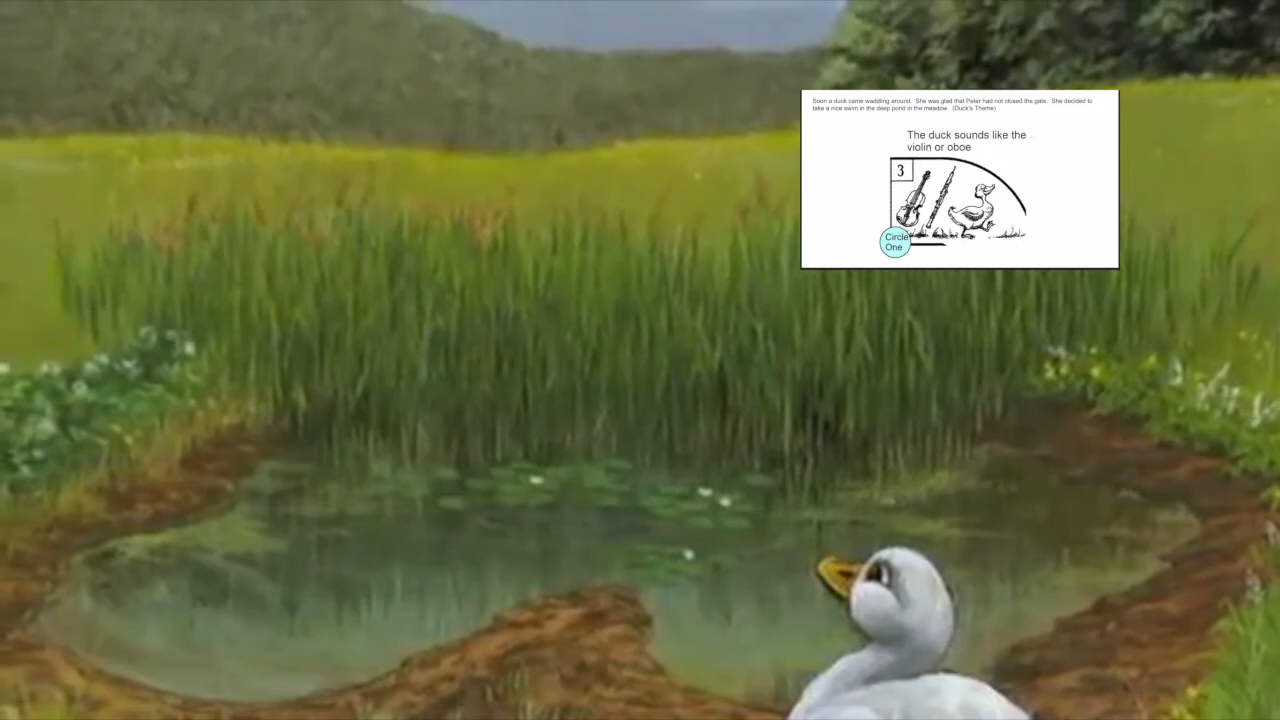 Soon a duck came waddling around. She was glad that Peter had not closed the gate. She decided to
take a nice swim in the deep pond in the meadow. (Duck's Theme)
The duck sounds like the
violin or oboe
3
Circle
One